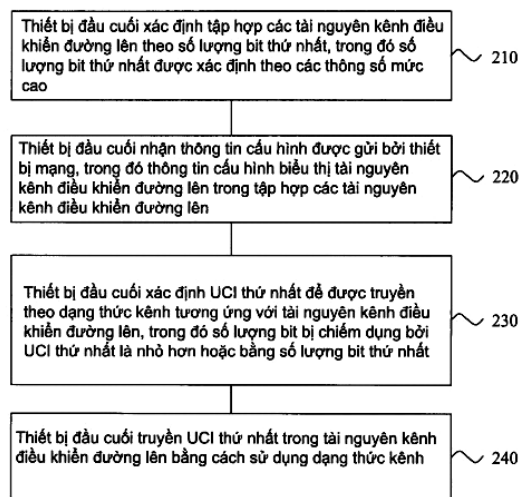 Thiết bị đầu cuối xác định tập hợp các tài nguyên kênh điều
khiển đường lên theo số lượng bit thứ nhất, trong đó số
lượng bit thứ nhất được xác định theo các thông số mức
cao
210
Thiết bị đầu cuối nhận thông tin cấu hình được gửi bởi thiết
bị mạng, trong đó thông tin cấu hình biểu thị tài nguyên
kênh điều khiển đường lên trong tập hợp các tài nguyên
kênh điều khiển đường lên
220
Thiết bị đầu cuối xác định UCI thứ nhất để được truyền
theo dạng thức kênh tương ứng với tài nguyên kênh điều
khiển đường lên, trong đó số lượng bit bị chiếm dụng bởi
UCI thứ nhất là nhỏ hơn hoặc bằng số lượng bit thứ nhất
230
Thiết bị đầu cuối truyền UCI thứ nhất trong tài nguyên kênh
điều khiển đường lên bằng cách sử dụng dạng thức kênh
240